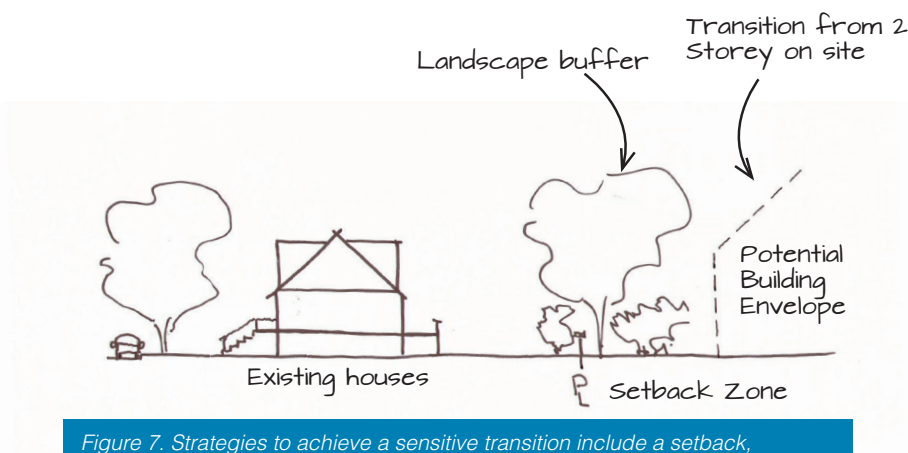 Transition from 2
Storey on site
Landscape buffer
Potential
Building
Envelope
Existing houses
PL
Setback Zone
Figure 7. Strategies to achieve a sensitive transition include a setback,